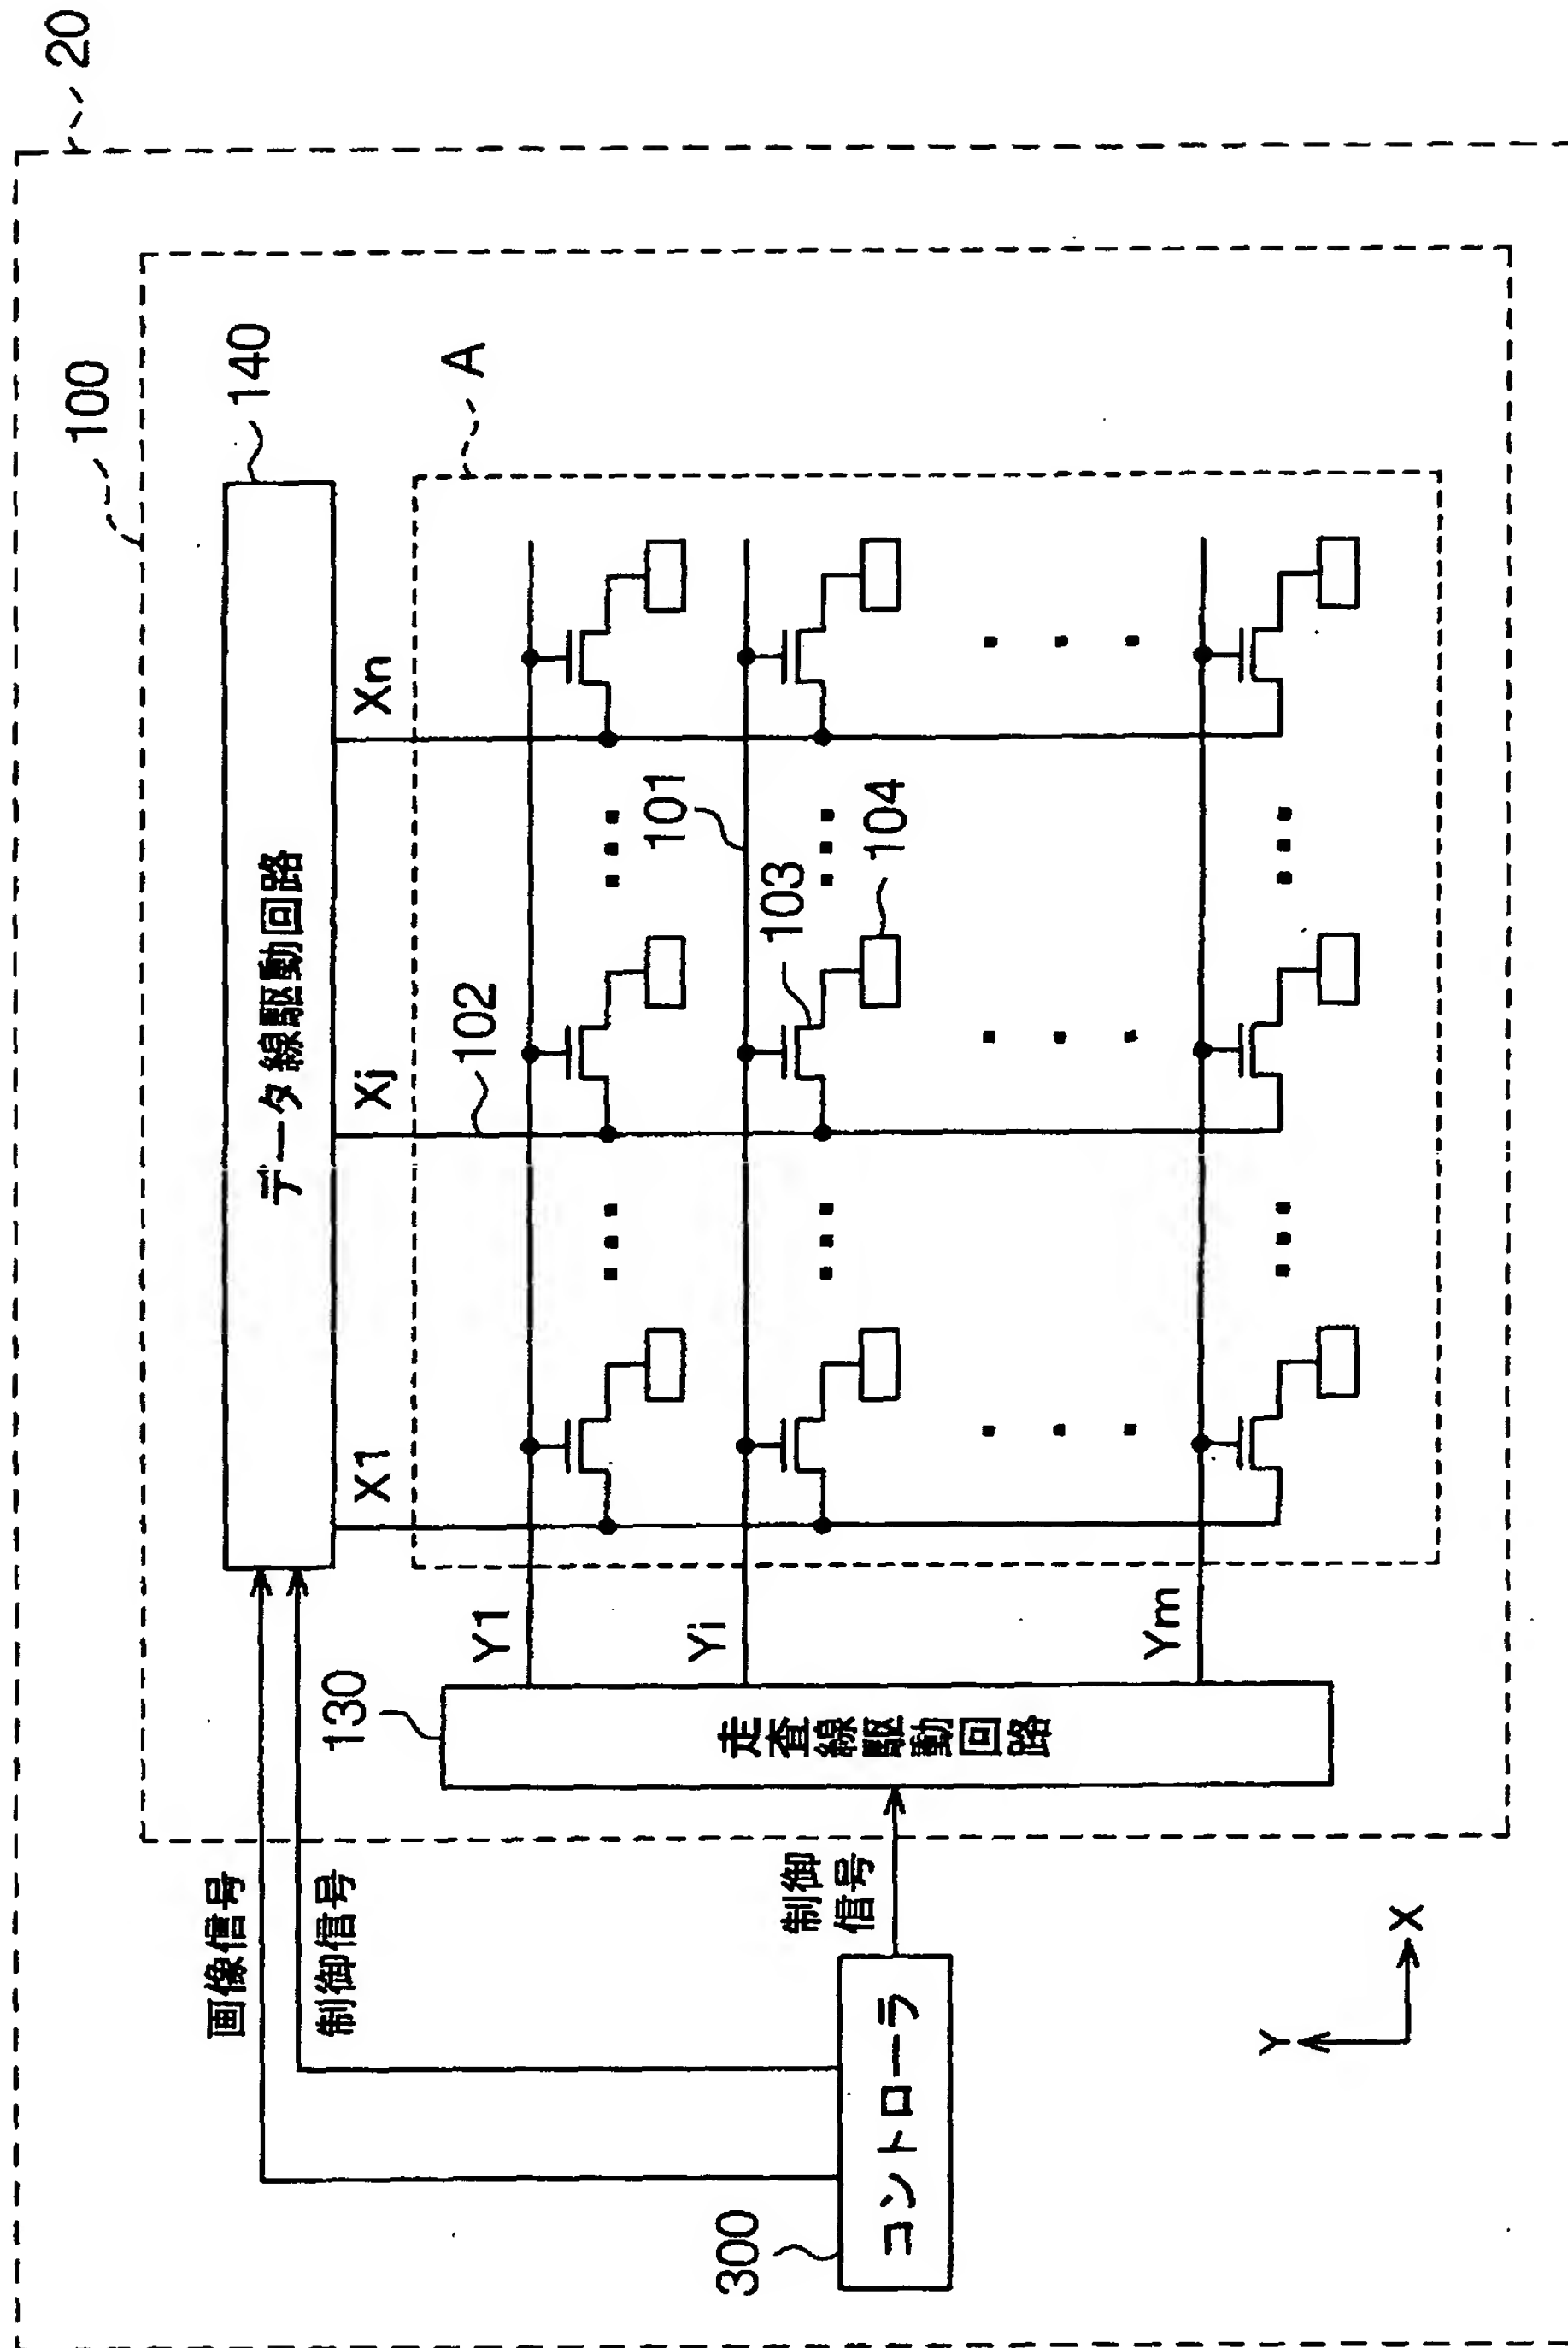 20
100
140
データ線駆動回路
画像信号
制御信号
X1
Xj
Xn
A
102
Y1
101
Yi
103
104
Ym
130
走査線駆動回路
制御
信号
300
コントローラ
Y
X